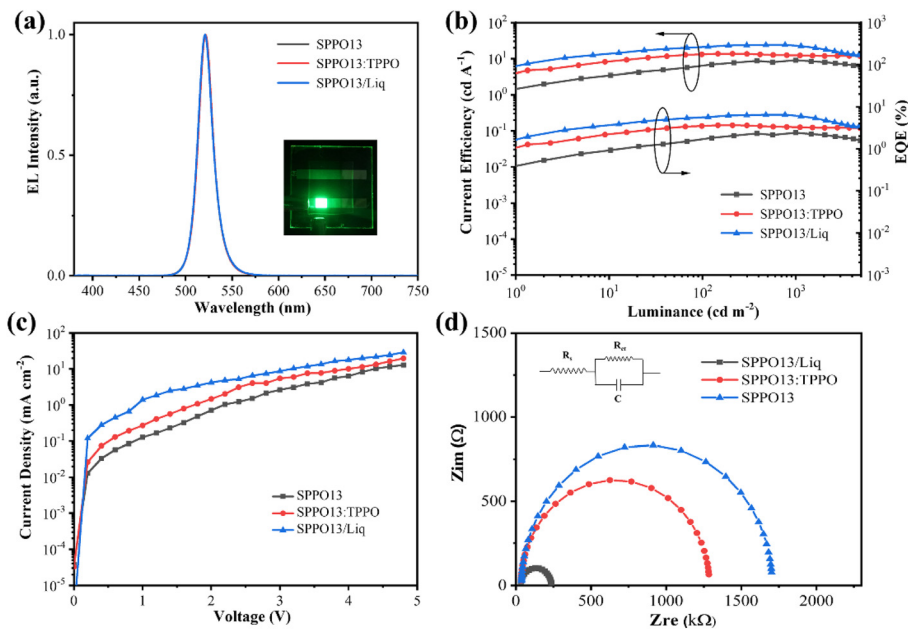 (a)
EL Intensity (a.u.)
1.0
0.5
0.0
SPPO13
SPPO13:TPPO
SPPO13/Liq
400 450 500 550 600 650 700 750
Wavelength (nm)
(b)
Current Efficiency (cd A⁻¹)
10²
10¹
10⁰
10⁻¹
10⁻²
10⁻³
10⁻⁴
10⁻⁵
10³
10²
10¹
10⁰
10⁻¹
10⁻²
10⁻³
EQE (%)
SPPO13
SPPO13:TPPO
SPPO13/Liq
10⁰ 10¹ 10² 10³
Luminance (cd m⁻²)
(c)
Current Density (mA cm⁻²)
10²
10¹
10⁰
10⁻¹
10⁻²
10⁻³
10⁻⁴
10⁻⁵
SPPO13
SPPO13:TPPO
SPPO13/Liq
0 1 2 3 4 5
Voltage (V)
(d)
Zim (Ω)
1500
1000
500
0
Rs
Rct
C
SPPO13/Liq
SPPO13:TPPO
SPPO13
0 500 1000 1500 2000
Zre (kΩ)